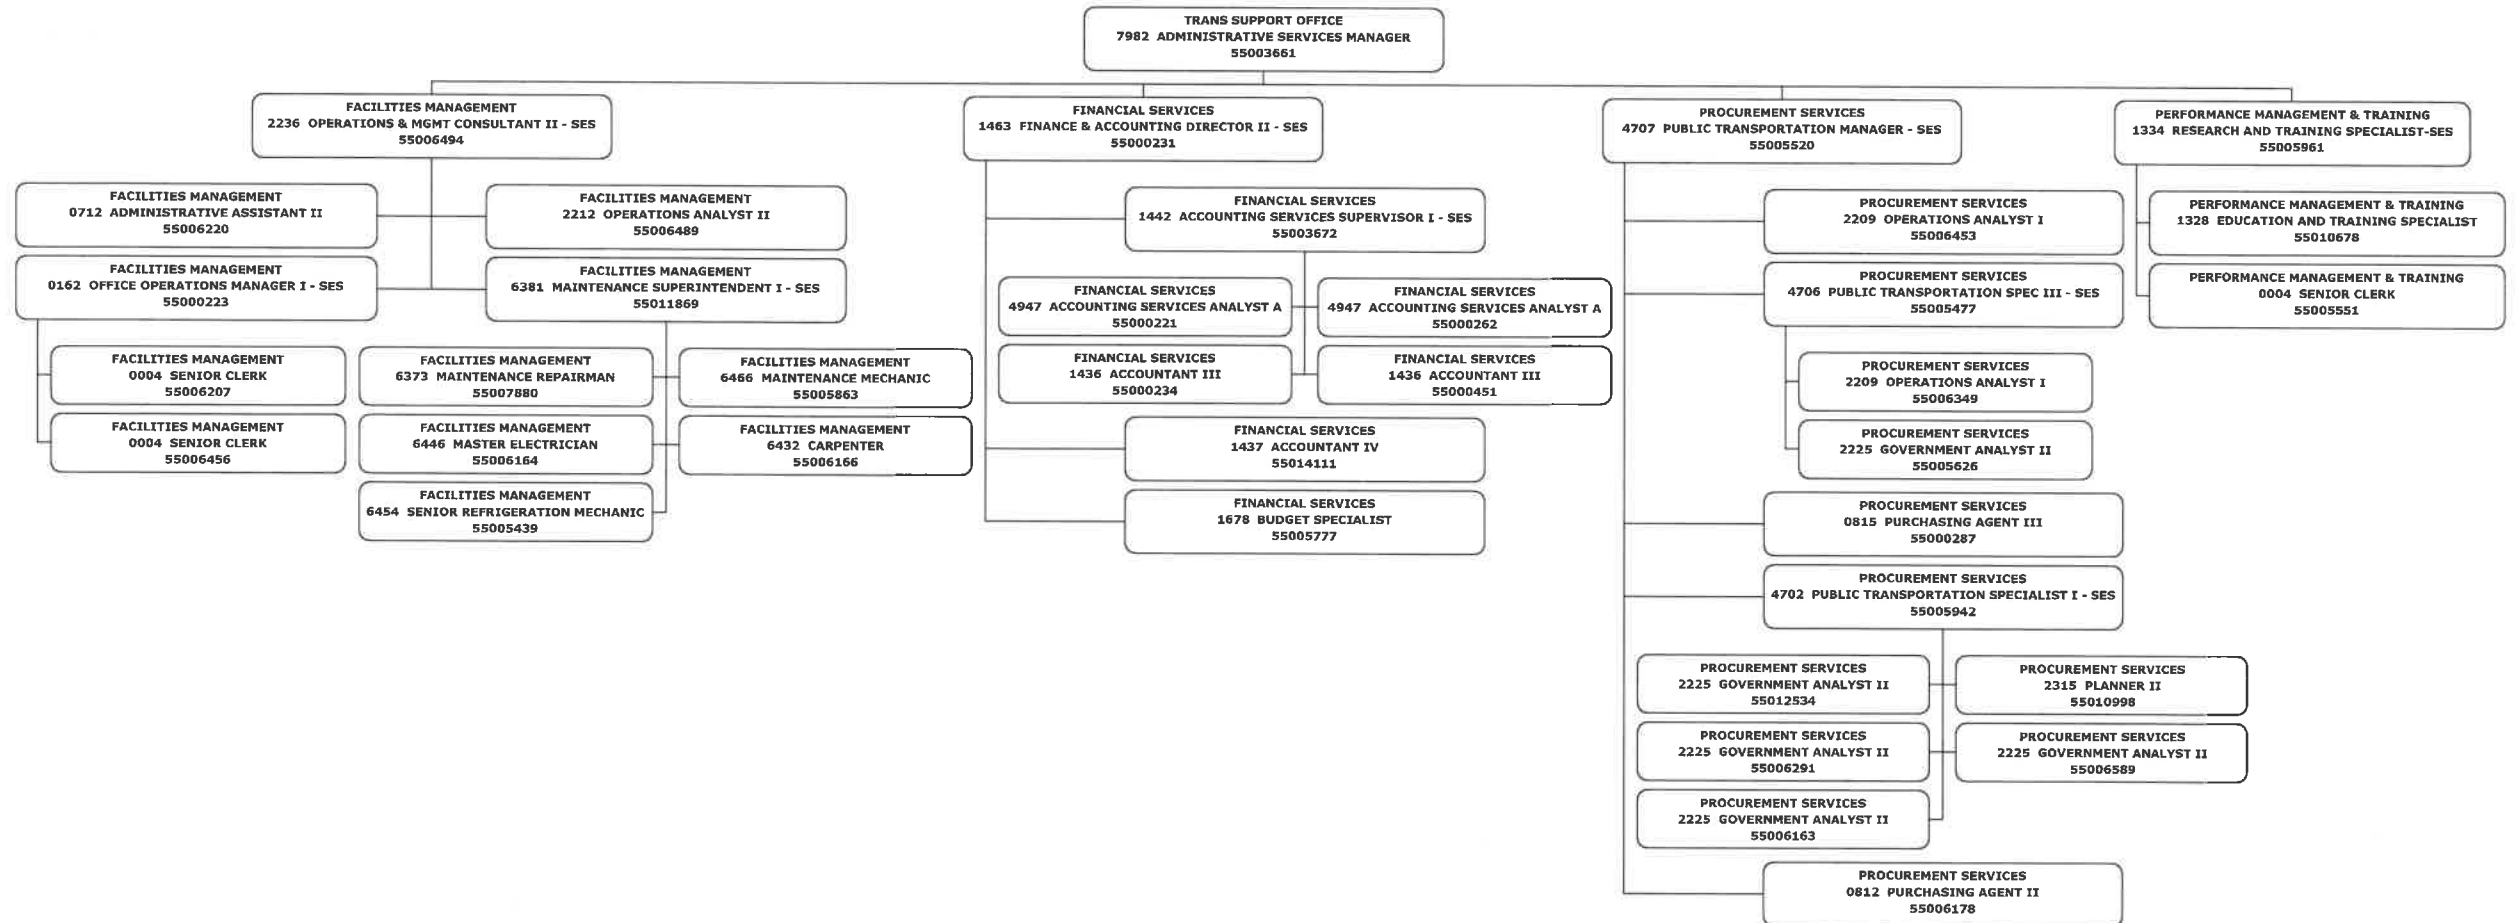 TRANS SUPPORT OFFICE
7982 ADMINISTRATIVE SERVICES MANAGER
55003661
FACILITIES MANAGEMENT
2236 OPERATIONS & MGMT CONSULTANT II - SES
55006494
FACILITIES MANAGEMENT
0712 ADMINISTRATIVE ASSISTANT II
55006220
FACILITIES MANAGEMENT
2212 OPERATIONS ANALYST II
55006489
FACILITIES MANAGEMENT
0162 OFFICE OPERATIONS MANAGER I - SES
55000223
FACILITIES MANAGEMENT
6381 MAINTENANCE SUPERINTENDENT I - SES
55011869
FACILITIES MANAGEMENT
0004 SENIOR CLERK
55006207
FACILITIES MANAGEMENT
0004 SENIOR CLERK
55006456
FACILITIES MANAGEMENT
6373 MAINTENANCE REPAIRMAN
55007880
FACILITIES MANAGEMENT
6466 MAINTENANCE MECHANIC
55005863
FACILITIES MANAGEMENT
6446 MASTER ELECTRICIAN
55006164
FACILITIES MANAGEMENT
6432 CARPENTER
55006166
FACILITIES MANAGEMENT
6454 SENIOR REFRIGERATION MECHANIC
55005439
FINANCIAL SERVICES
1463 FINANCE & ACCOUNTING DIRECTOR II - SES
55000231
FINANCIAL SERVICES
1442 ACCOUNTING SERVICES SUPERVISOR I - SES
55003672
FINANCIAL SERVICES
4947 ACCOUNTING SERVICES ANALYST A
55000221
FINANCIAL SERVICES
4947 ACCOUNTING SERVICES ANALYST A
55000262
FINANCIAL SERVICES
1436 ACCOUNTANT III
55000234
FINANCIAL SERVICES
1436 ACCOUNTANT III
55000451
FINANCIAL SERVICES
1437 ACCOUNTANT IV
55014111
FINANCIAL SERVICES
1678 BUDGET SPECIALIST
55005777
PROCUREMENT SERVICES
4707 PUBLIC TRANSPORTATION MANAGER - SES
55005520
PROCUREMENT SERVICES
2209 OPERATIONS ANALYST I
55006453
PROCUREMENT SERVICES
4706 PUBLIC TRANSPORTATION SPEC III - SES
55005477
PROCUREMENT SERVICES
2209 OPERATIONS ANALYST I
55006349
PROCUREMENT SERVICES
2225 GOVERNMENT ANALYST II
55005626
PROCUREMENT SERVICES
0815 PURCHASING AGENT III
55000287
PROCUREMENT SERVICES
4702 PUBLIC TRANSPORTATION SPECIALIST I - SES
55005942
PROCUREMENT SERVICES
2225 GOVERNMENT ANALYST II
55012534
PROCUREMENT SERVICES
2315 PLANNER II
55010998
PROCUREMENT SERVICES
2225 GOVERNMENT ANALYST II
55006291
PROCUREMENT SERVICES
2225 GOVERNMENT ANALYST II
55006589
PROCUREMENT SERVICES
2225 GOVERNMENT ANALYST II
55006163
PROCUREMENT SERVICES
0812 PURCHASING AGENT II
55006178
PERFORMANCE MANAGEMENT & TRAINING
1334 RESEARCH AND TRAINING SPECIALIST-SES
55005961
PERFORMANCE MANAGEMENT & TRAINING
1328 EDUCATION AND TRAINING SPECIALIST
55010678
PERFORMANCE MANAGEMENT & TRAINING
0004 SENIOR CLERK
55005551